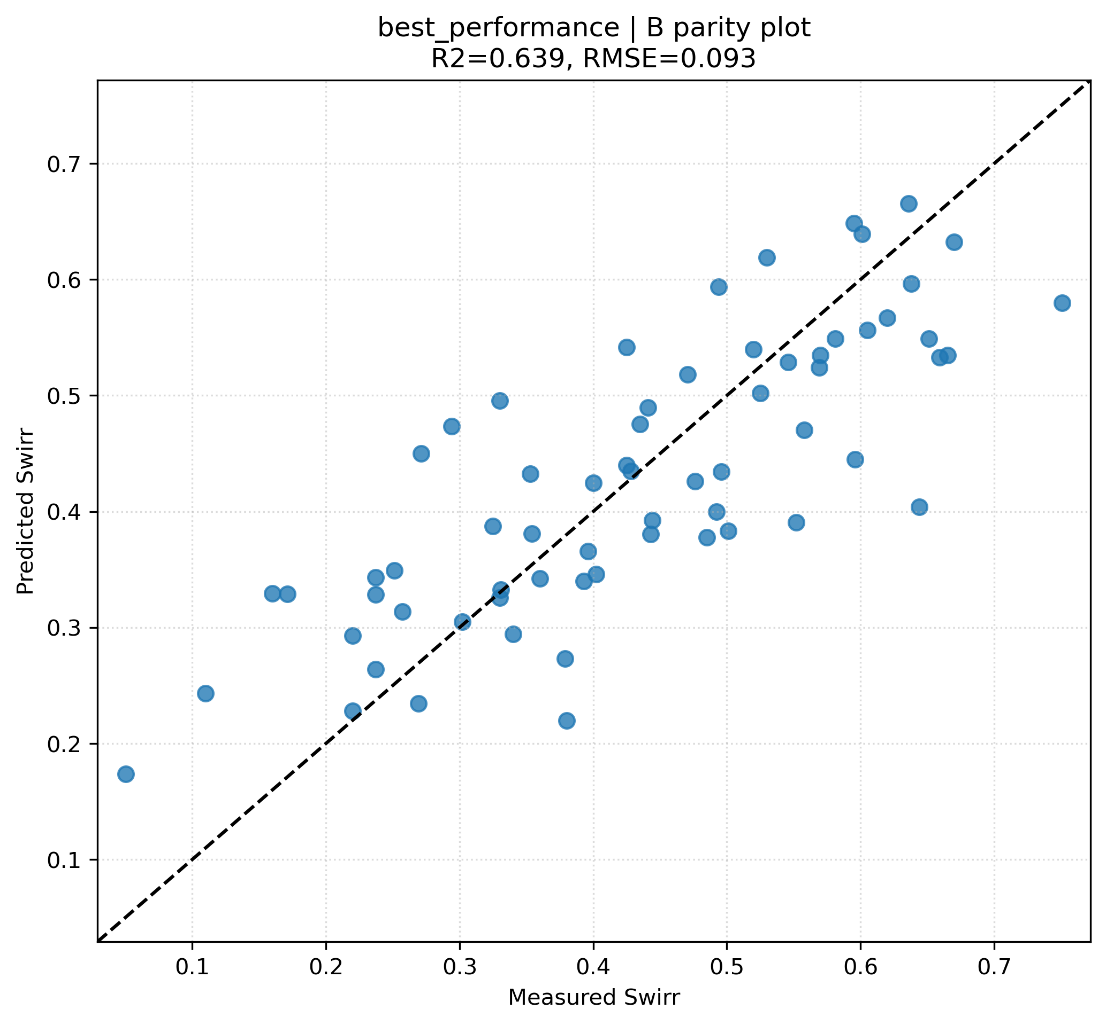 best_performance | B parity plot
R2=0.639, RMSE=0.093
0.7
0.6
0.5
0.4
0.3
0.2
0.1
Predicted Swirr
0.1 0.2 0.3 0.4 0.5 0.6 0.7
Measured Swirr